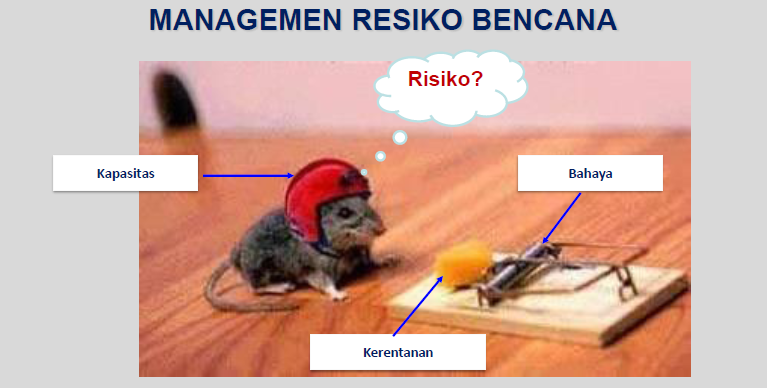 MANAGEMEN RESIKO BENCANA
Risiko?
Kapasitas
Bahaya
Kerentanan